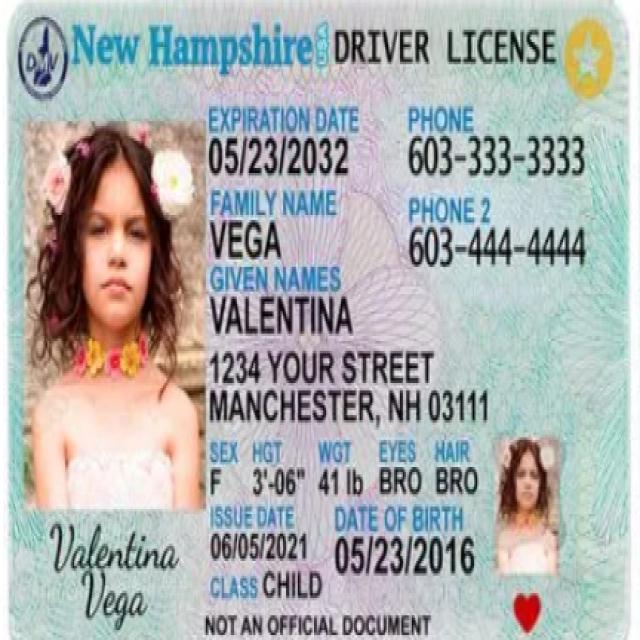 DMV New Hampshire USA DRIVER LICENSE
EXPIRATION DATE PHONE
05/23/2032 603-333-3333
FAMILY NAME PHONE 2
VEGA 603-444-4444
GIVEN NAMES
VALENTINA
1234 YOUR STREET
MANCHESTER, NH 03111
SEX HGT WGT EYES HAIR
F 3'-06" 41 lb BRO BRO
ISSUE DATE DATE OF BIRTH
06/05/2021 05/23/2016
CLASS CHILD
NOT AN OFFICIAL DOCUMENT
Valentina
Vega